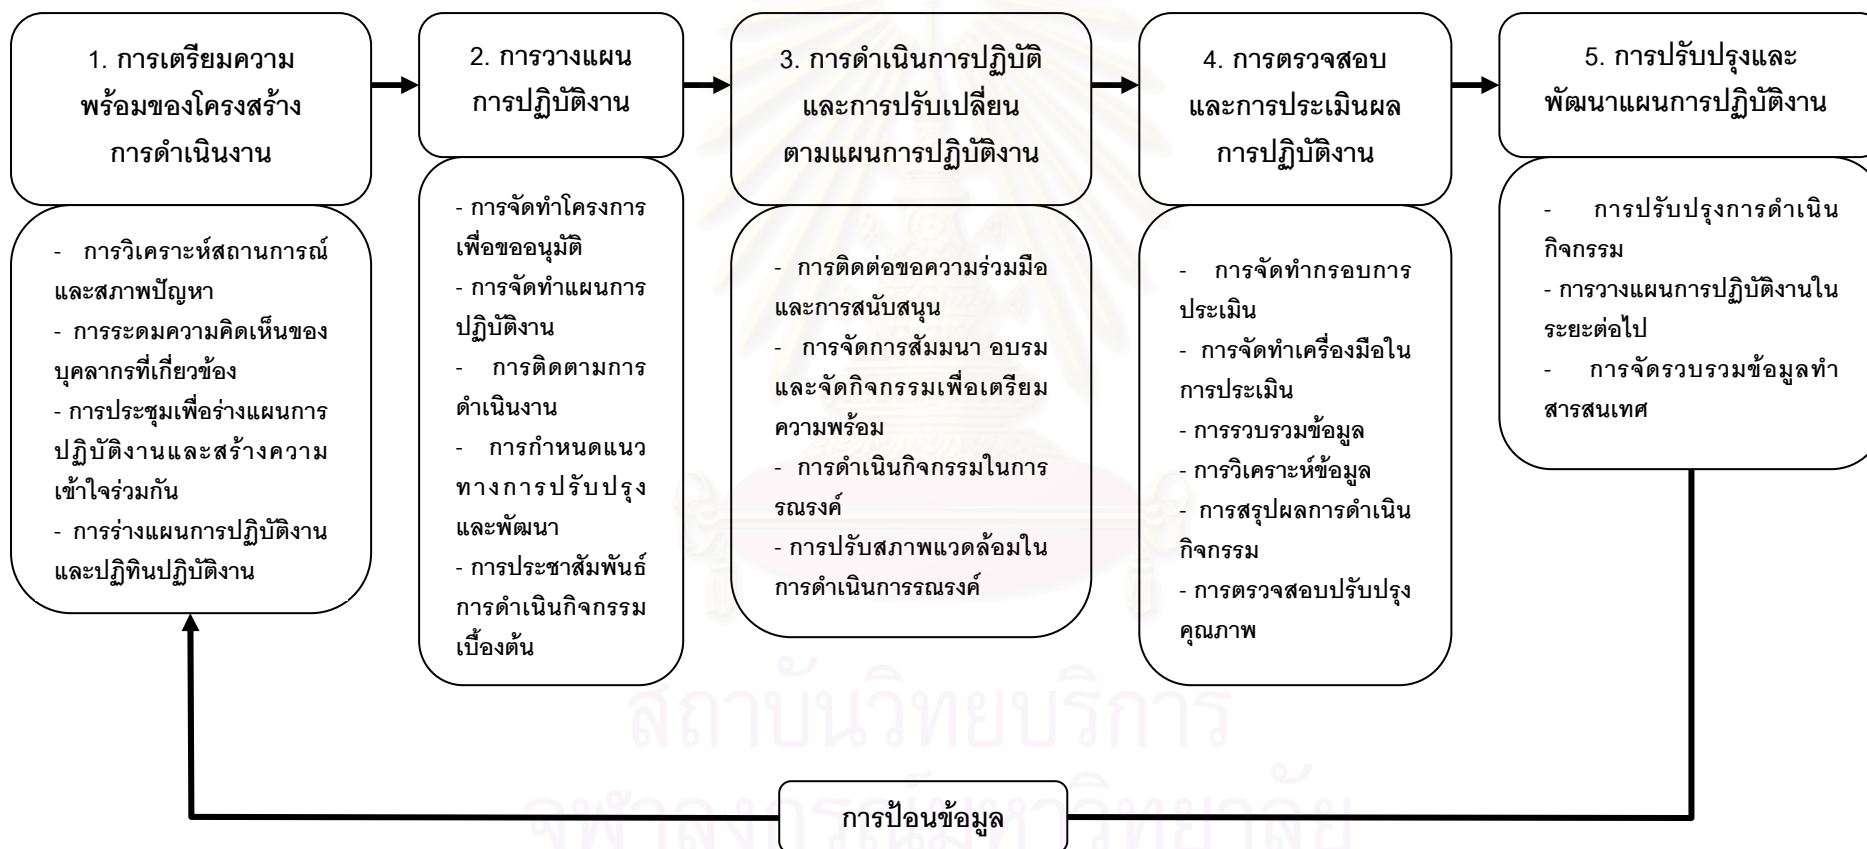 1. การเตรียมความ
พร้อมของโครงสร้าง
การดำเนินงาน
- การวิเคราะห์สถานการณ์
และสภาพปัญหา
- การระดมความคิดเห็นของ
บุคลากรที่เกี่ยวข้อง
- การประชุมเพื่อร่างแผนการ
ปฏิบัติงานและสร้างความ
เข้าใจร่วมกัน
- การร่างแผนการปฏิบัติงาน
และปฏิทินปฏิบัติงาน
2. การวางแผน
การปฏิบัติงาน
- การจัดทำโครงการ
เพื่อขออนุมัติ
- การจัดทำแผนการ
ปฏิบัติงาน
- การติดตามการ
ดำเนินงาน
- การกำหนดแนว
ทางการปรับปรุง
และพัฒนา
- การประชาสัมพันธ์
การดำเนินกิจกรรม
เบื้องต้น
3. การดำเนินการปฏิบัติ
และการปรับเปลี่ยน
ตามแผนการปฏิบัติงาน
- การติดต่อขอความร่วมมือ
และการสนับสนุน
- การจัดการสัมมนา อบรม
และจัดกิจกรรมเพื่อเตรียม
ความพร้อม
- การดำเนินกิจกรรมในการ
รณรงค์
- การปรับสภาพแวดล้อมใน
การดำเนินการรณรงค์
4. การตรวจสอบ
และการประเมินผล
การปฏิบัติงาน
- การจัดทำกรอบการ
ประเมิน
- การจัดทำเครื่องมือใน
การประเมิน
- การรวบรวมข้อมูล
- การวิเคราะห์ข้อมูล
- การสรุปผลการดำเนิน
กิจกรรม
- การตรวจสอบปรับปรุง
คุณภาพ
5. การปรับปรุงและ
พัฒนาแผนการปฏิบัติงาน
- การปรับปรุงการดำเนิน
กิจกรรม
- การวางแผนการปฏิบัติงานใน
ระยะต่อไป
- การจัดรวบรวมข้อมูลทำ
สารสนเทศ
สถาบันวิทยบริการ
จุฬาลงกรณ์มหาวิทยาลัย
การป้อนข้อมูล